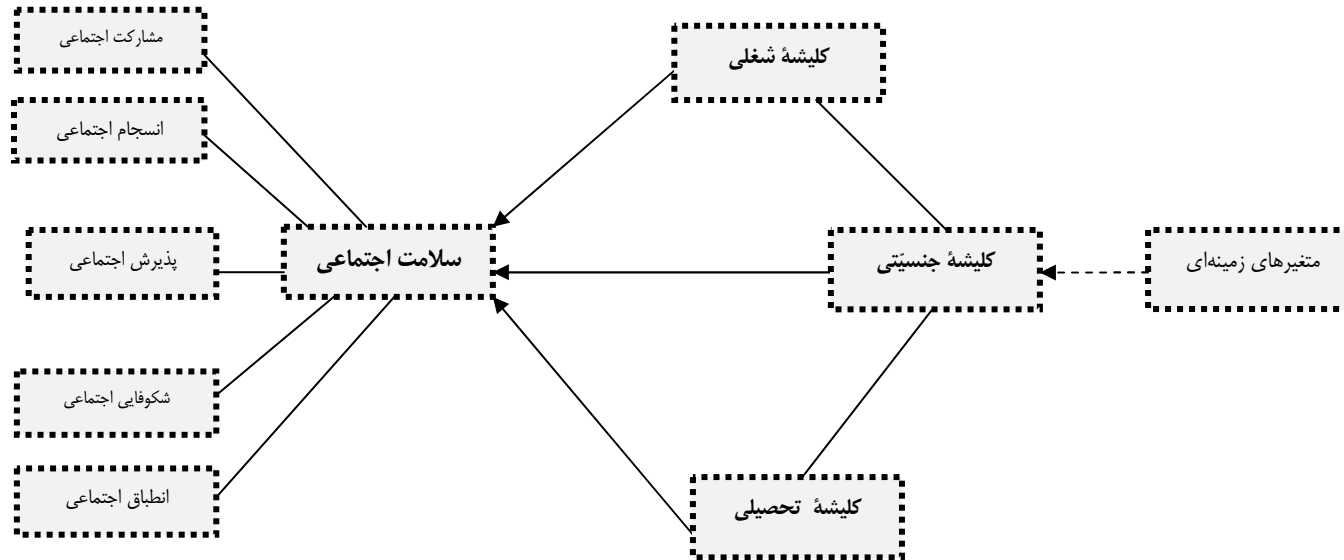 مشارکت اجتماعی
کلیشۀ شغلی
انسجام اجتماعی
متغیرهای زمینه‌ای
کلیشۀ جنسیّتی
سلامت اجتماعی
پذیرش اجتماعی
شکوفایی اجتماعی
کلیشۀ تحصیلی
انطباق اجتماعی